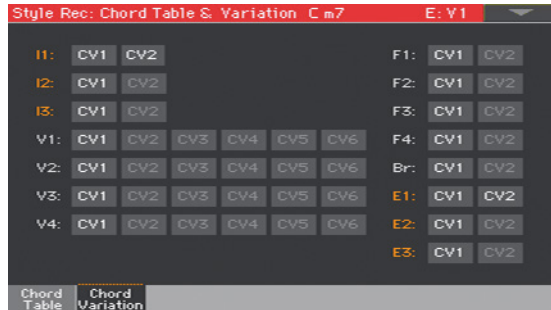 Style Rec: Chord Table & Variation C m7 E: V1
I1: CV1 CV2 F1: CV1 CV2
I2: CV1 CV2 F2: CV1 CV2
I3: CV1 CV2 F3: CV1 CV2
V1: CV1 CV2 CV3 CV4 CV5 CV6 F4: CV1 CV2
V2: CV1 CV2 CV3 CV4 CV5 CV6 Br: CV1 CV2
V3: CV1 CV2 CV3 CV4 CV5 CV6 E1: CV1 CV2
V4: CV1 CV2 CV3 CV4 CV5 CV6 E2: CV1 CV2
E3: CV1 CV2
Chord Table Chord Variation